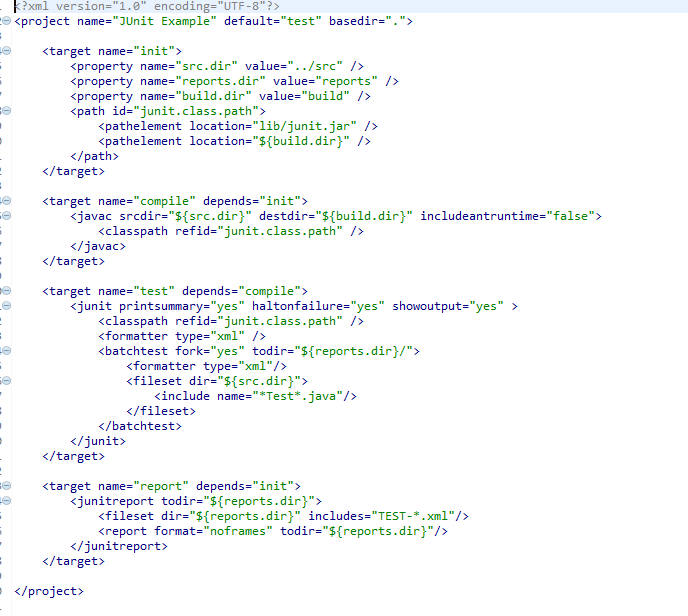 <?xml version="1.0" encoding="UTF-8"?>
<project name="JUnit Example" default="test" basedir=".">
<target name="init">
<property name="src.dir" value="../src" />
<property name="reports.dir" value="reports" />
<property name="build.dir" value="build" />
<path id="junit.class.path">
<pathelement location="lib/junit.jar" />
<pathelement location="${build.dir}" />
</path>
</target>
<target name="compile" depends="init">
<javac srcdir="${src.dir}" destdir="${build.dir}" includeantruntime="false">
<classpath refid="junit.class.path" />
</javac>
</target>
<target name="test" depends="compile">
<junit printsummary="yes" haltonfailure="yes" showoutput="yes" >
<classpath refid="junit.class.path" />
<formatter type="xml" />
<batchtest fork="yes" todir="${reports.dir}/">
<formatter type="xml"/>
<fileset dir="${src.dir}">
<include name="*Test*.java"/>
</fileset>
</batchtest>
</junit>
</target>
<target name="report" depends="init">
<junitreport todir="${reports.dir}">
<fileset dir="${reports.dir}" includes="TEST-*.xml"/>
<report format="noframes" todir="${reports.dir}"/>
</junitreport>
</target>
</project>